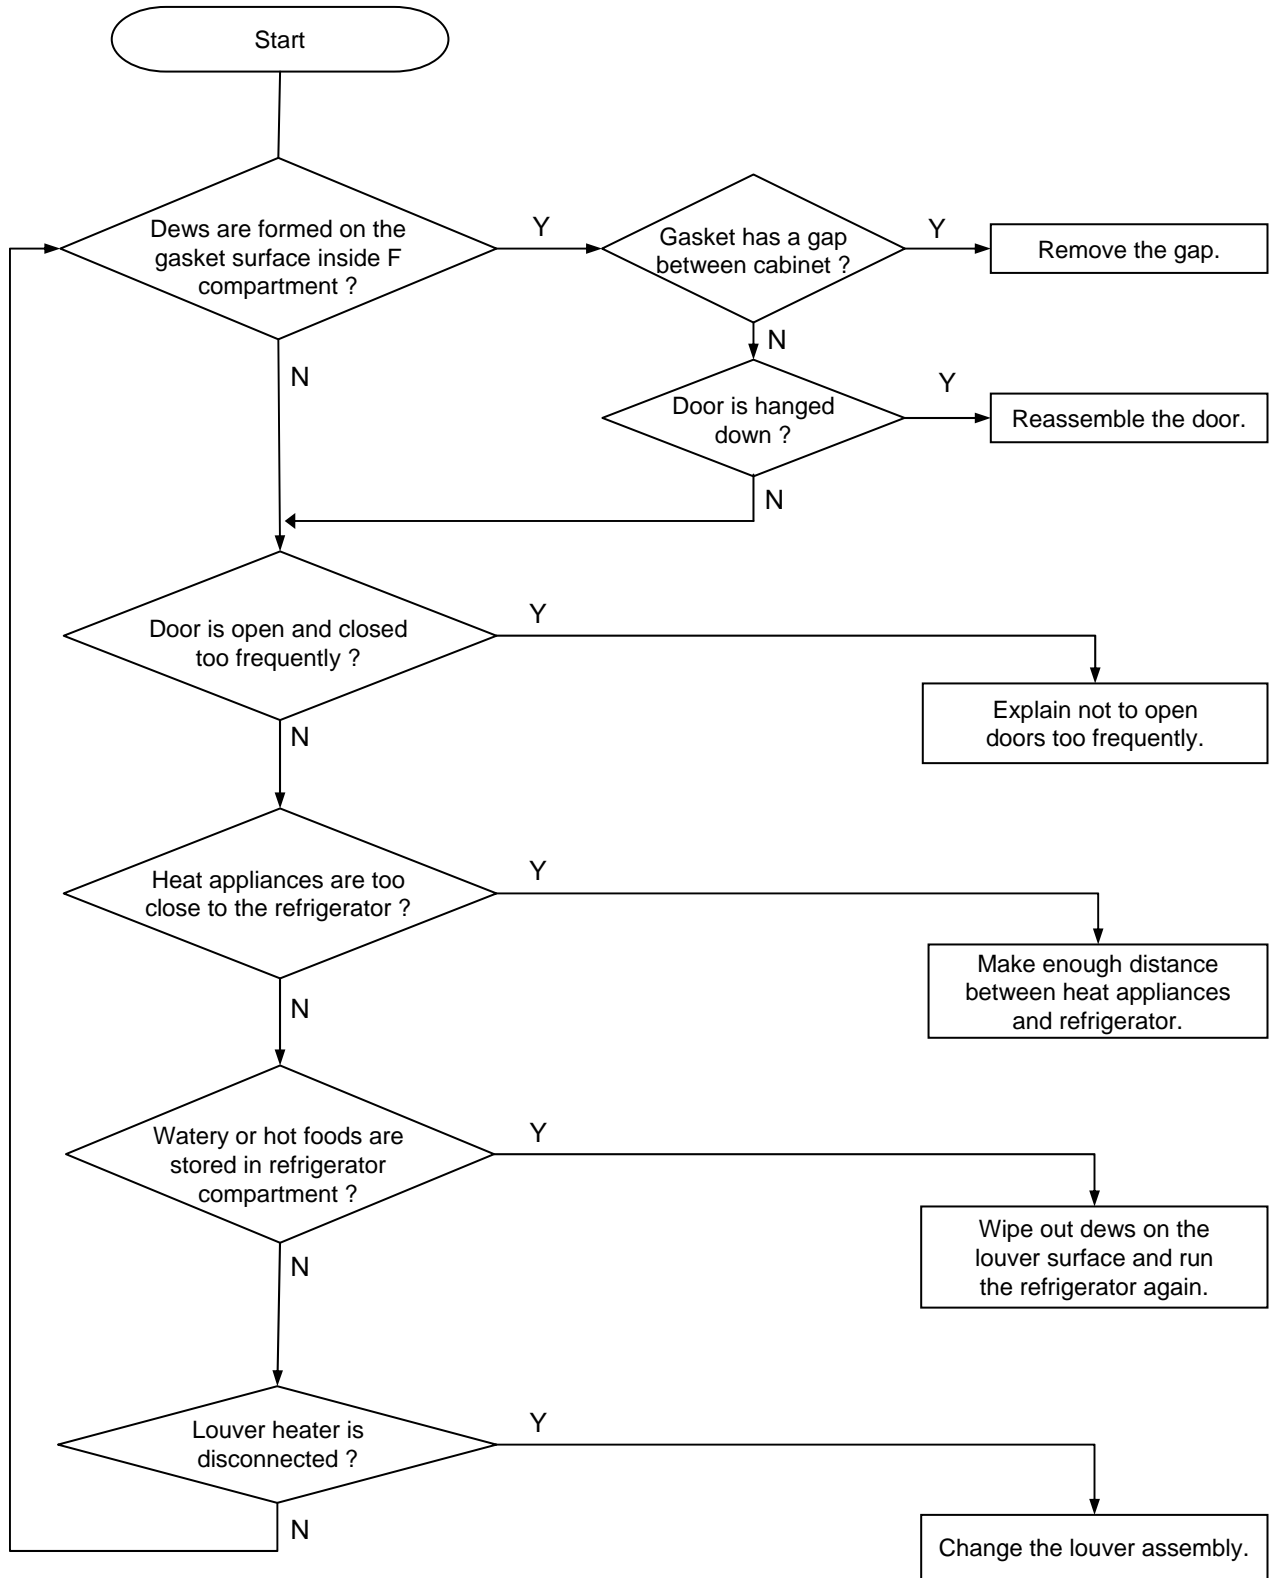 Start
Dews are formed on the
gasket surface inside F
compartment ?
Y
Gasket has a gap
between cabinet ?
Y
Remove the gap.
N
N
Door is hanged
down ?
Y
Reassemble the door.
N
Door is open and closed
too frequently ?
Y
Explain not to open
doors too frequently.
N
Heat appliances are too
close to the refrigerator ?
Y
Make enough distance
between heat appliances
and refrigerator.
N
Watery or hot foods are
stored in refrigerator
compartment ?
Y
Wipe out dews on the
louver surface and run
the refrigerator again.
N
Louver heater is
disconnected ?
Y
Change the louver assembly.
N